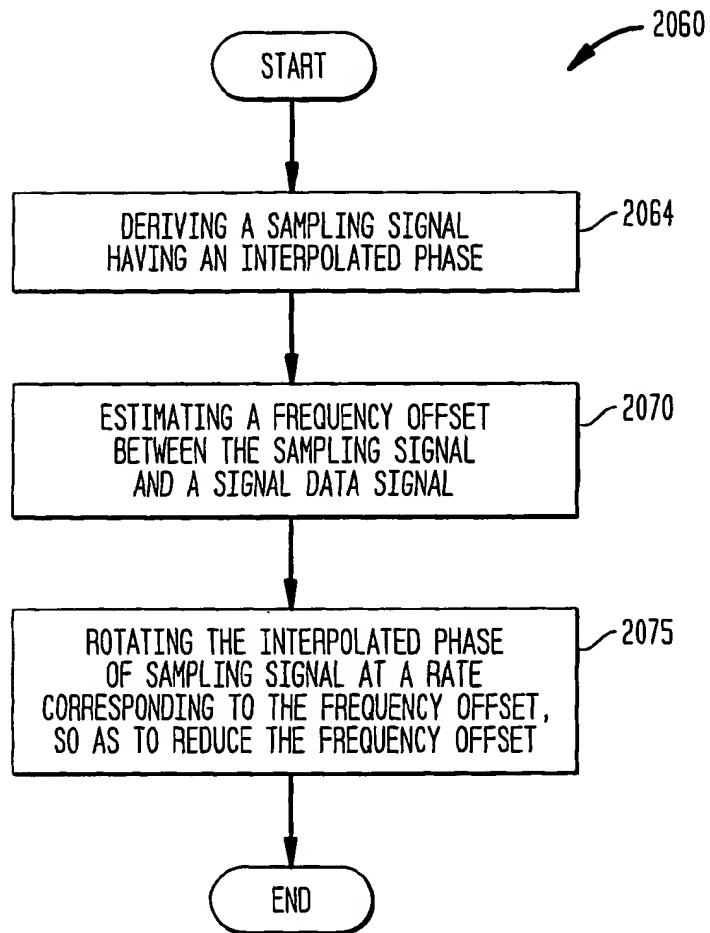 2060
START
DERIVING A SAMPLING SIGNAL
HAVING AN INTERPOLATED PHASE
2064
ESTIMATING A FREQUENCY OFFSET
BETWEEN THE SAMPLING SIGNAL
AND A SIGNAL DATA SIGNAL
2070
ROTATING THE INTERPOLATED PHASE
OF SAMPLING SIGNAL AT A RATE
CORRESPONDING TO THE FREQUENCY OFFSET,
SO AS TO REDUCE THE FREQUENCY OFFSET
2075
END